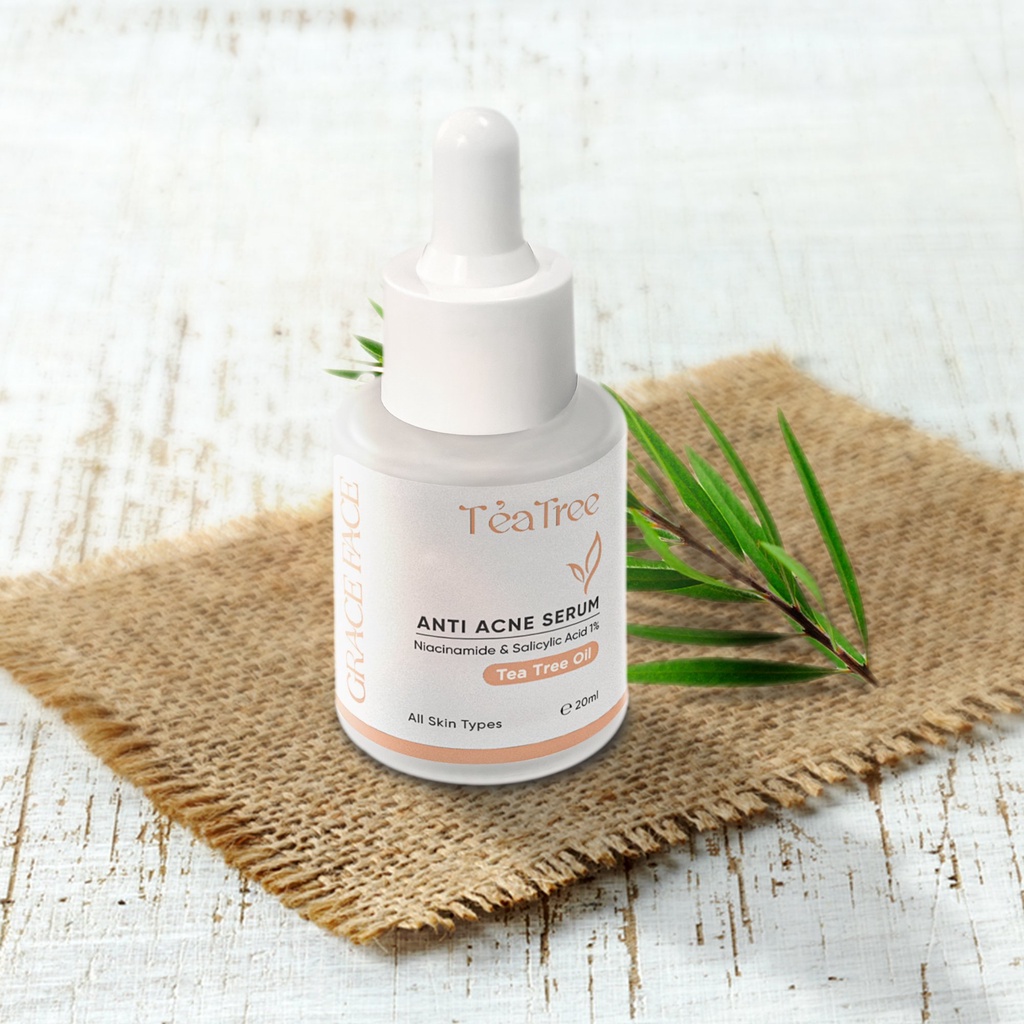 GRACE FACE
TéaTree
ANTI ACNE SERUM
Niacinamide & Salicylic Acid 1%
Tea Tree Oil
All Skin Types
℮ 20ml